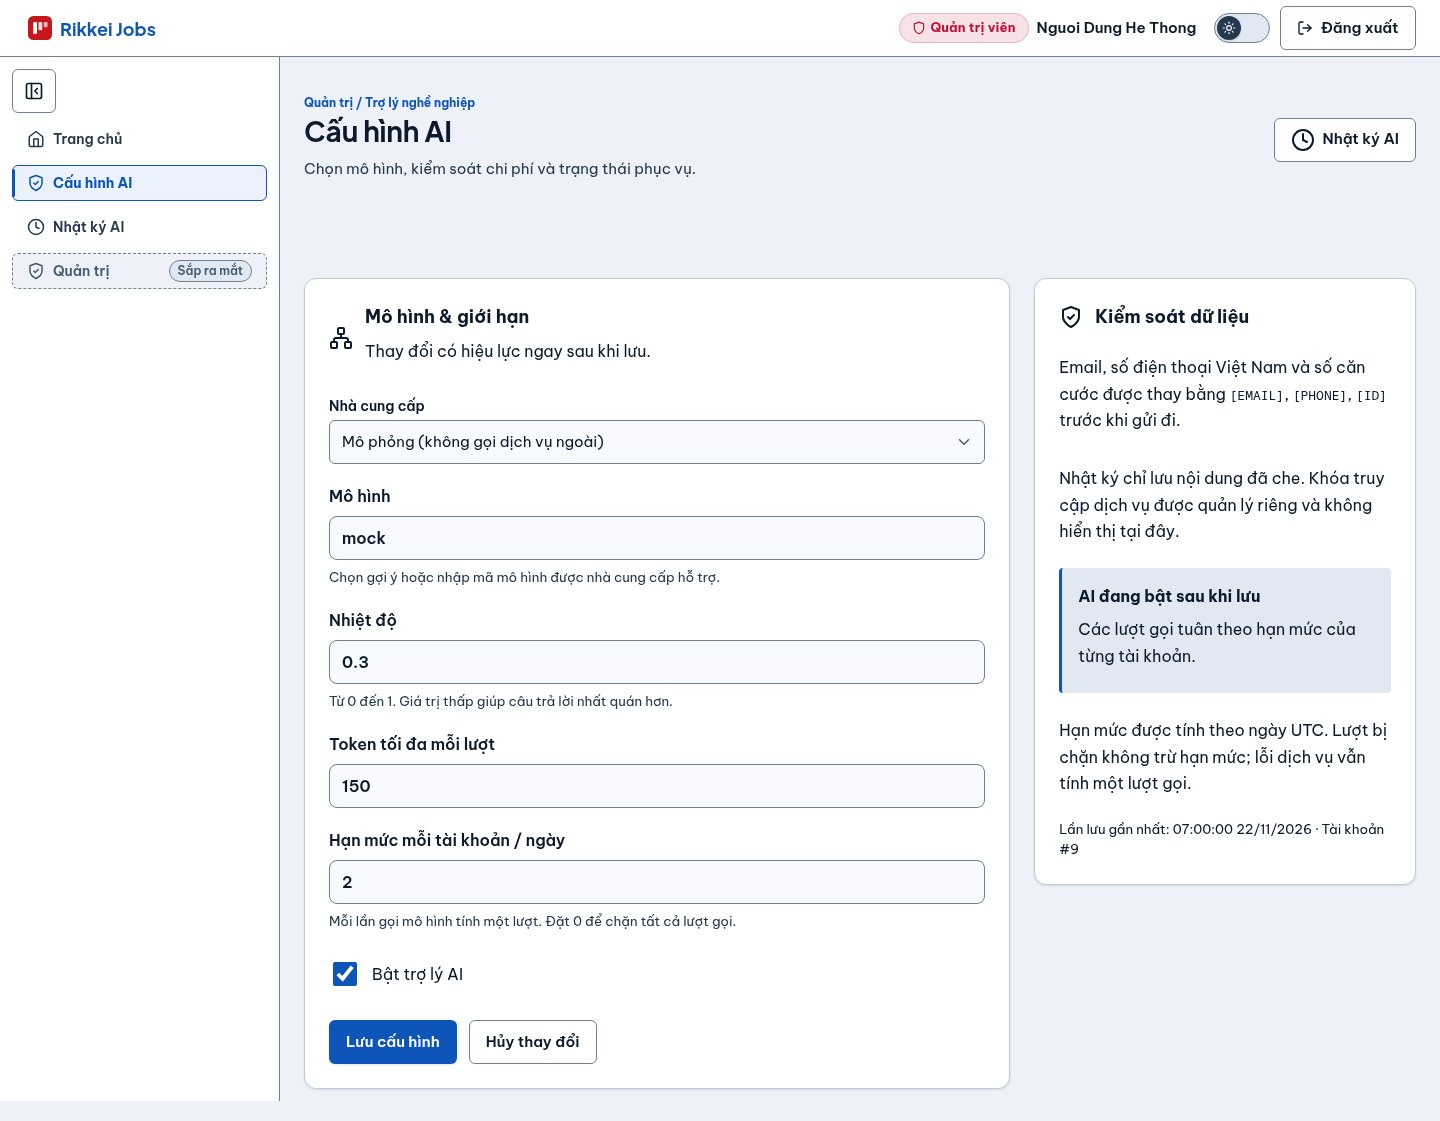 Rikkei Jobs
Quản trị viên
Nguoi Dung He Thong
Đăng xuất
Trang chủ
Cấu hình AI
Nhật ký AI
Quản trị
Sắp ra mắt
Quản trị / Trợ lý nghề nghiệp
Cấu hình AI
Chọn mô hình, kiểm soát chi phí và trạng thái phục vụ.
Nhật ký AI
Mô hình & giới hạn
Thay đổi có hiệu lực ngay sau khi lưu.
Nhà cung cấp
Mô phỏng (không gọi dịch vụ ngoài)
Mô hình
mock
Chọn gợi ý hoặc nhập mã mô hình được nhà cung cấp hỗ trợ.
Nhiệt độ
0.3
Từ 0 đến 1. Giá trị thấp giúp câu trả lời nhất quán hơn.
Token tối đa mỗi lượt
150
Hạn mức mỗi tài khoản / ngày
2
Mỗi lần gọi mô hình tính một lượt. Đặt 0 để chặn tất cả lượt gọi.
Bật trợ lý AI
Lưu cấu hình
Hủy thay đổi
Kiểm soát dữ liệu
Email, số điện thoại Việt Nam và số căn
cước được thay bằng [EMAIL], [PHONE], [ID]
trước khi gửi đi.
Nhật ký chỉ lưu nội dung đã che. Khóa truy
cập dịch vụ được quản lý riêng và không
hiển thị tại đây.
AI đang bật sau khi lưu
Các lượt gọi tuân theo hạn mức của
từng tài khoản.
Hạn mức được tính theo ngày UTC. Lượt bị
chặn không trừ hạn mức; lỗi dịch vụ vẫn
tính một lượt gọi.
Lần lưu gần nhất: 07:00:00 22/11/2026 · Tài khoản
#9